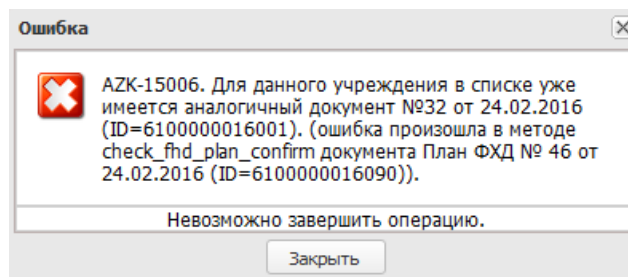 Ошибка
AZK-15006. Для данного учреждения в списке уже
имеется аналогичный документ №32 от 24.02.2016
(ID=6100000016001). (ошибка произошла в методе
check_fhd_plan_confirm документа План ФХД № 46 от
24.02.2016 (ID=6100000016090)).
Невозможно завершить операцию.
Закрыть